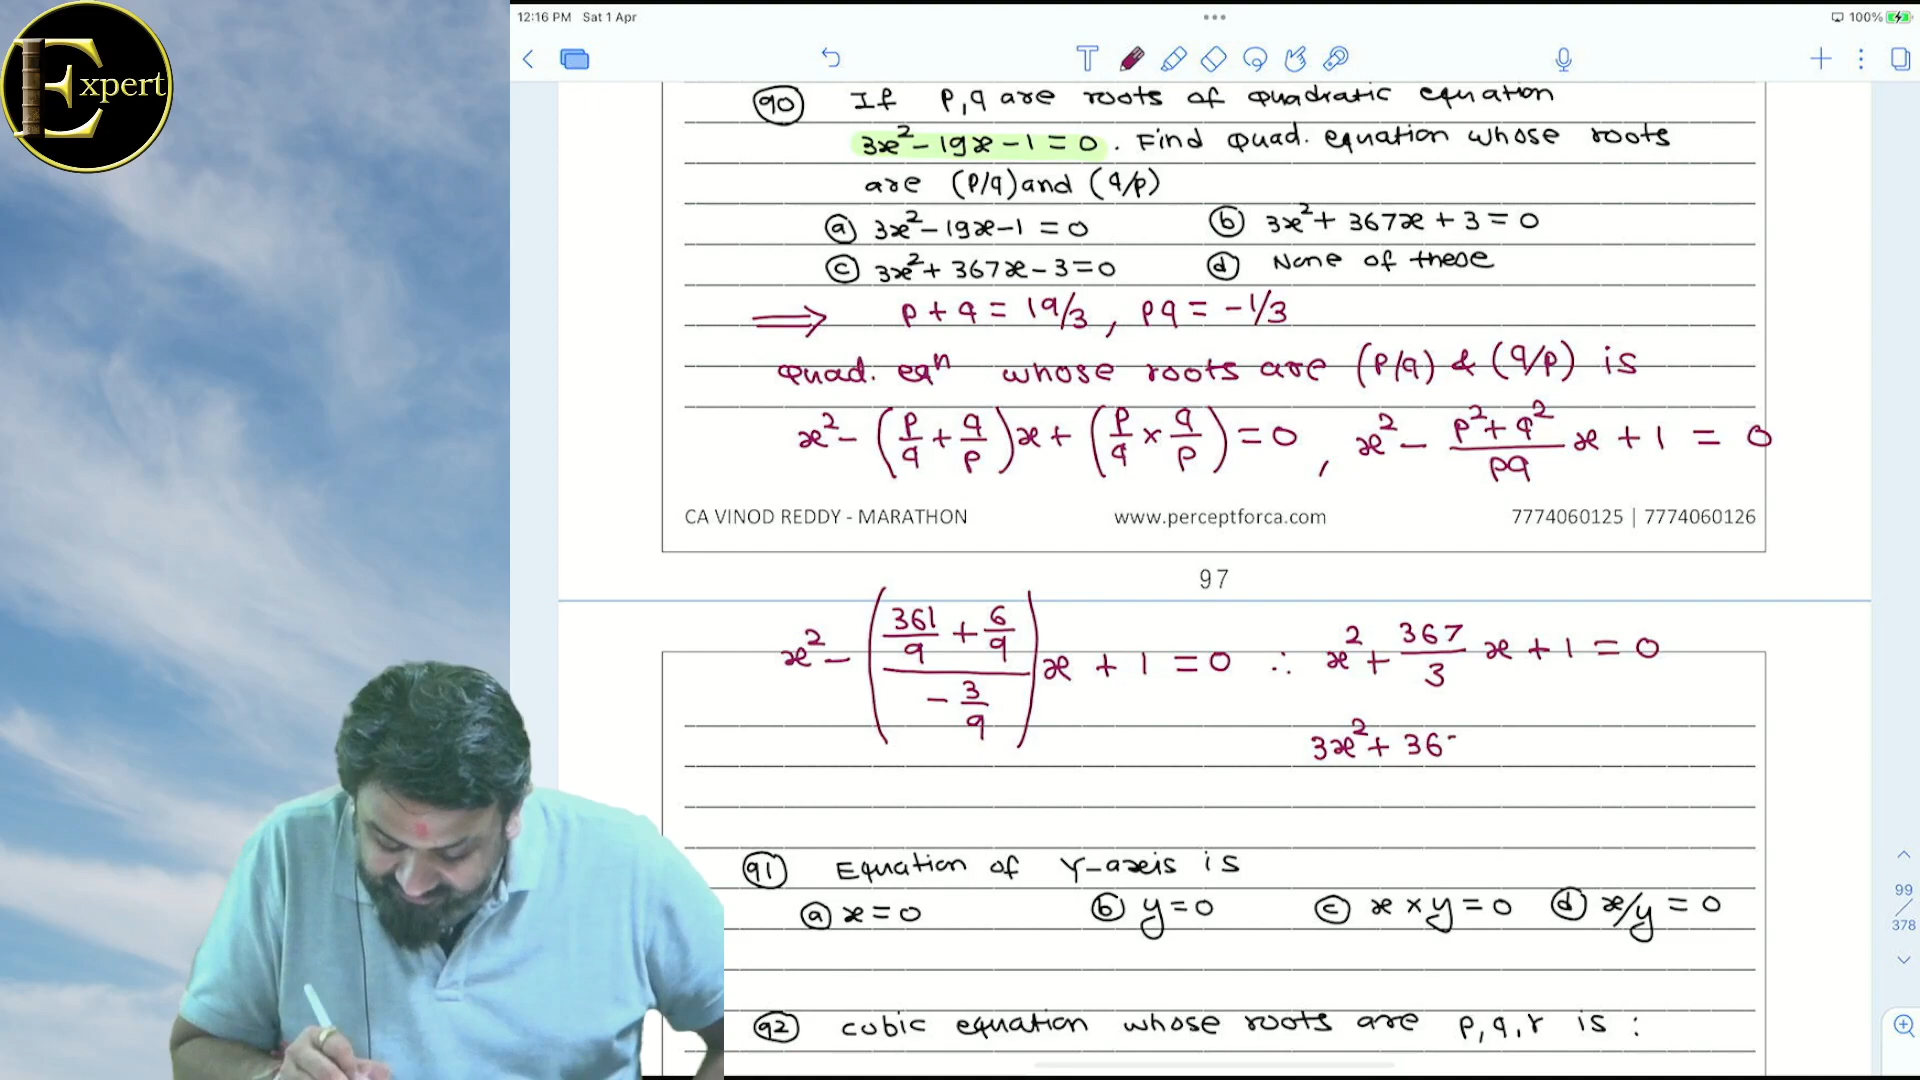 Expert
12:16 PM Sat 1 Apr
100%
T
90 If p, q are roots of quadratic equation
3x² - 19x - 1 = 0. Find quad. equation whose roots
are (p/q) and (q/p)
a 3x² - 19x - 1 = 0 b 3x² + 367x + 3 = 0
c 3x² + 367x - 3 = 0 d None of these
⟹ p + q = 19/3, pq = -1/3
quad. eqⁿ whose roots are (p/q) & (q/p) is
x² - (p/q + q/p)x + (p/q × q/p) = 0, x² - (p² + q²)/pq x + 1 = 0
CA VINOD REDDY - MARATHON www.perceptforca.com 7774060125 | 7774060126
97
x² - ((361/9 + 6/9)/(-3/9))x + 1 = 0 ∴ x² + 367/3 x + 1 = 0
3x² + 36
91 Equation of Y-axis is
a x = 0 b y = 0 c x × y = 0 d x/y = 0
99/378
92 cubic equation whose roots are p, q, r is :